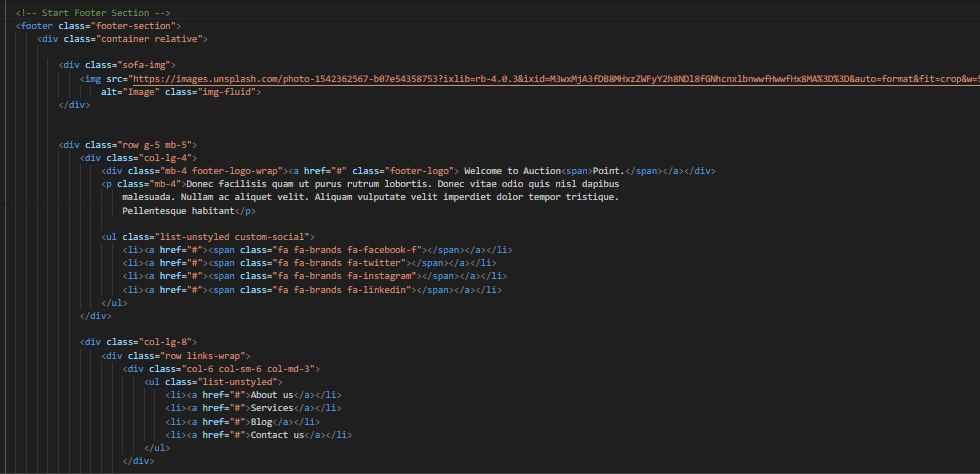 <!-- Start Footer Section -->
<footer class="footer-section">
<div class="container relative">
<div class="sofa-img">
<img src="https://images.unsplash.com/photo-1542362567-b07e54358753?ixlib=rb-4.0.3&ixid=M3wxMjA3fDB8MHxzZWFyY2h8NDl8fGNhcnxlbnwwfHwwfHx8MA%3D%3D&auto=format&fit=crop&w=5
alt="Image" class="img-fluid">
</div>
<div class="row g-5 mb-5">
<div class="col-lg-4">
<div class="mb-4 footer-logo-wrap"><a href="#" class="footer-logo"> Welcome to Auction<span>Point.</span></a></div>
<p class="mb-4">Donec facilisis quam ut purus rutrum lobortis. Donec vitae odio quis nisl dapibus
malesuada. Nullam ac aliquet velit. Aliquam vulputate velit imperdiet dolor tempor tristique.
Pellentesque habitant</p>
<ul class="list-unstyled custom-social">
<li><a href="#"><span class="fa fa-brands fa-facebook-f"></span></a></li>
<li><a href="#"><span class="fa fa-brands fa-twitter"></span></a></li>
<li><a href="#"><span class="fa fa-brands fa-instagram"></span></a></li>
<li><a href="#"><span class="fa fa-brands fa-linkedin"></span></a></li>
</ul>
</div>
<div class="col-lg-8">
<div class="row links-wrap">
<div class="col-6 col-sm-6 col-md-3">
<ul class="list-unstyled">
<li><a href="#">About us</a></li>
<li><a href="#">Services</a></li>
<li><a href="#">Blog</a></li>
<li><a href="#">Contact us</a></li>
</ul>
</div>